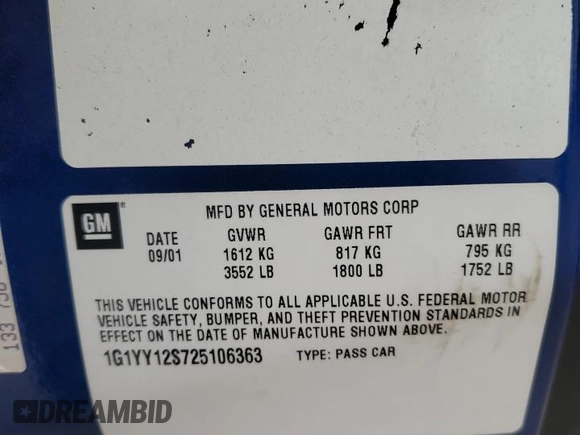 GM ®
MFD BY GENERAL MOTORS CORP
DATE GVWR GAWR FRT GAWR RR
09/01 1612 KG 817 KG 795 KG
3552 LB 1800 LB 1752 LB
THIS VEHICLE CONFORMS TO ALL APPLICABLE U.S. FEDERAL MOTOR
VEHICLE SAFETY, BUMPER, AND THEFT PREVENTION STANDARDS IN
EFFECT ON THE DATE OF MANUFACTURE SHOWN ABOVE.
1G1YY12S725106363 TYPE: PASS CAR
133
DREAMBID